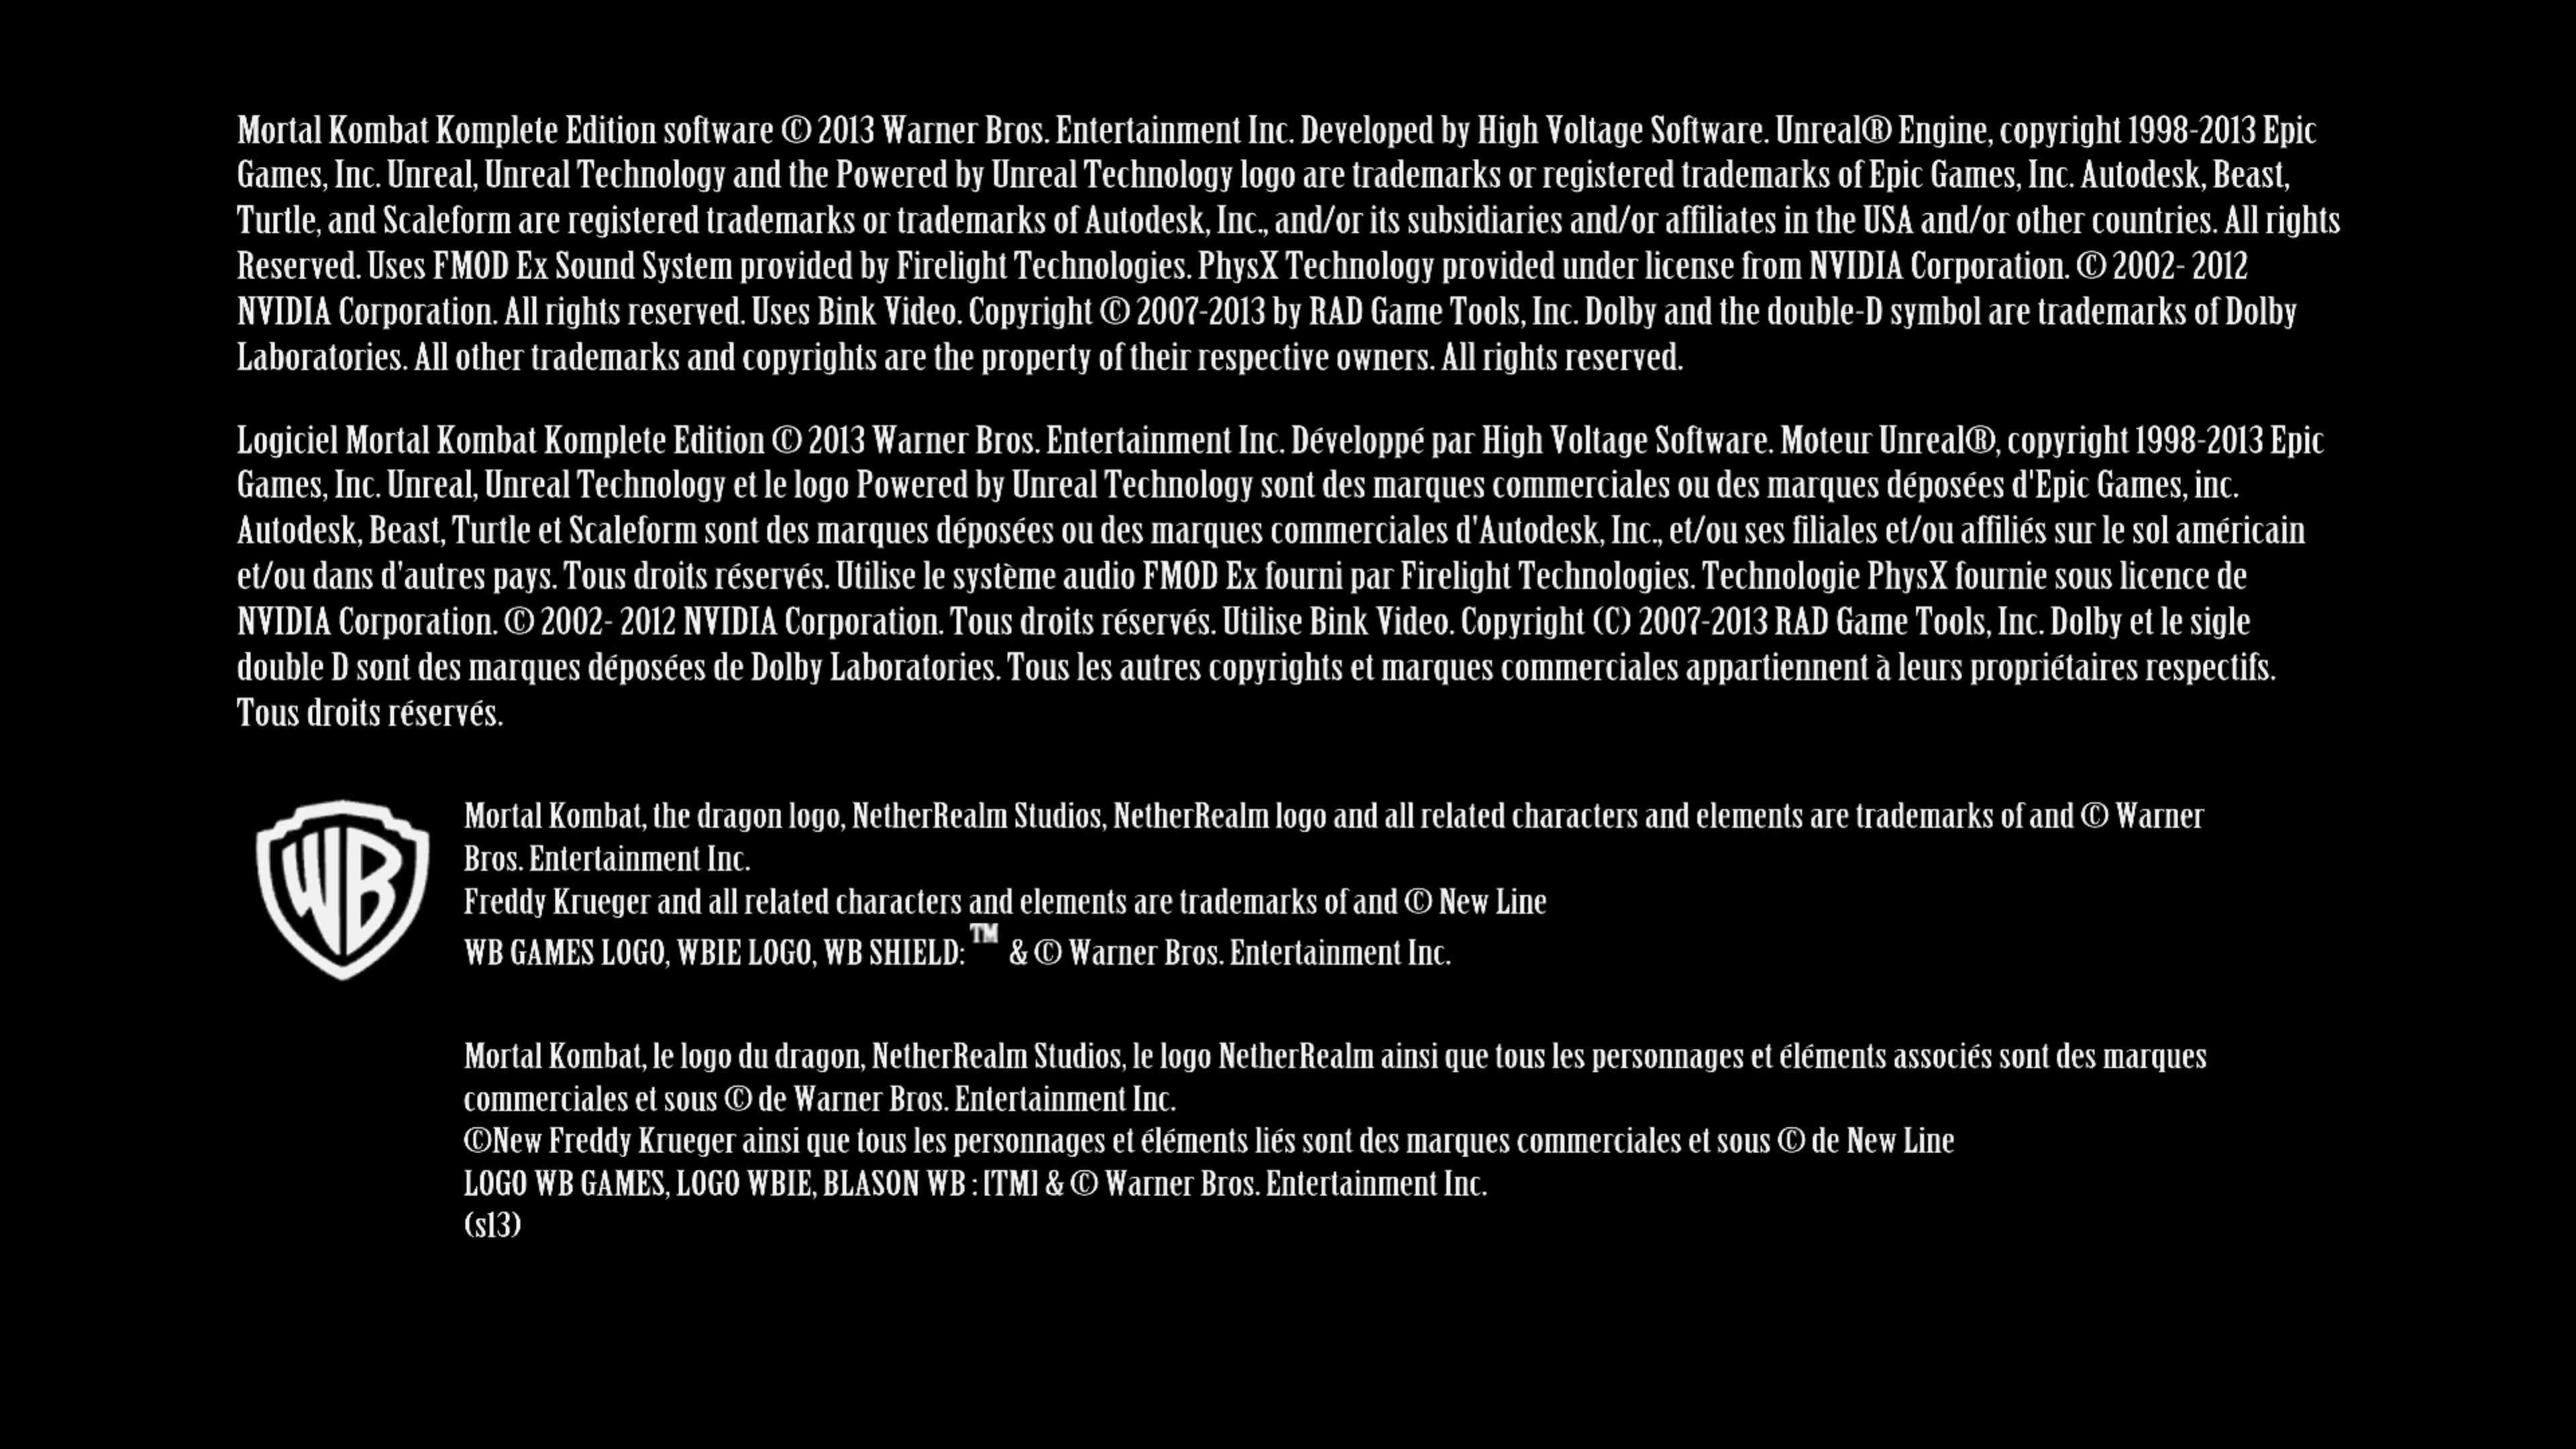 Mortal Kombat Komplete Edition software © 2013 Warner Bros. Entertainment Inc. Developed by High Voltage Software. Unreal® Engine, copyright 1998-2013 Epic
Games, Inc. Unreal, Unreal Technology and the Powered by Unreal Technology logo are trademarks or registered trademarks of Epic Games, Inc. Autodesk, Beast,
Turtle, and Scaleform are registered trademarks or trademarks of Autodesk, Inc., and/or its subsidiaries and/or affiliates in the USA and/or other countries. All rights
Reserved. Uses FMOD Ex Sound System provided by Firelight Technologies. PhysX Technology provided under license from NVIDIA Corporation. © 2002- 2012
NVIDIA Corporation. All rights reserved. Uses Bink Video. Copyright © 2007-2013 by RAD Game Tools, Inc. Dolby and the double-D symbol are trademarks of Dolby
Laboratories. All other trademarks and copyrights are the property of their respective owners. All rights reserved.
Logiciel Mortal Kombat Komplete Edition © 2013 Warner Bros. Entertainment Inc. Développé par High Voltage Software. Moteur Unreal®, copyright 1998-2013 Epic
Games, Inc. Unreal, Unreal Technology et le logo Powered by Unreal Technology sont des marques commerciales ou des marques déposées d'Epic Games, inc.
Autodesk, Beast, Turtle et Scaleform sont des marques déposées ou des marques commerciales d'Autodesk, Inc., et/ou ses filiales et/ou affiliés sur le sol américain
et/ou dans d'autres pays. Tous droits réservés. Utilise le système audio FMOD Ex fourni par Firelight Technologies. Technologie PhysX fournie sous licence de
NVIDIA Corporation. © 2002- 2012 NVIDIA Corporation. Tous droits réservés. Utilise Bink Video. Copyright (C) 2007-2013 RAD Game Tools, Inc. Dolby et le sigle
double D sont des marques déposées de Dolby Laboratories. Tous les autres copyrights et marques commerciales appartiennent à leurs propriétaires respectifs.
Tous droits réservés.
WB
Mortal Kombat, the dragon logo, NetherRealm Studios, NetherRealm logo and all related characters and elements are trademarks of and © Warner
Bros. Entertainment Inc.
Freddy Krueger and all related characters and elements are trademarks of and © New Line
WB GAMES LOGO, WBIE LOGO, WB SHIELD: ™ & © Warner Bros. Entertainment Inc.
Mortal Kombat, le logo du dragon, NetherRealm Studios, le logo NetherRealm ainsi que tous les personnages et éléments associés sont des marques
commerciales et sous © de Warner Bros. Entertainment Inc.
©New Freddy Krueger ainsi que tous les personnages et éléments liés sont des marques commerciales et sous © de New Line
LOGO WB GAMES, LOGO WBIE, BLASON WB : [TM] & © Warner Bros. Entertainment Inc.
(s13)